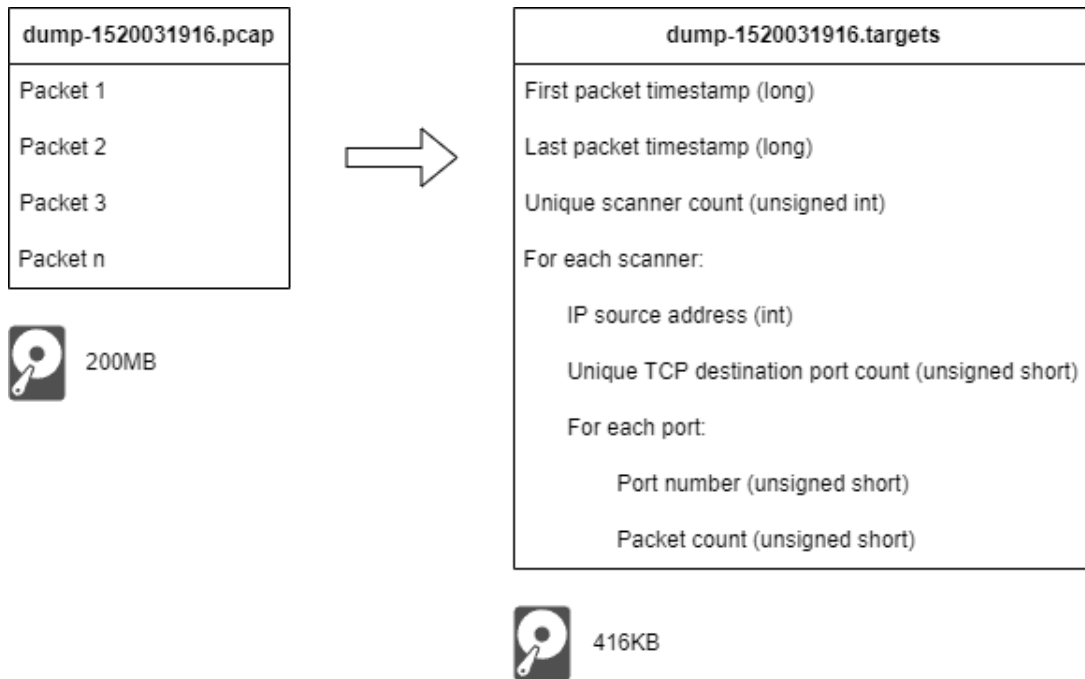 dump-1520031916.pcap
Packet 1
Packet 2
Packet 3
Packet n
200MB
dump-1520031916.targets
First packet timestamp (long)
Last packet timestamp (long)
Unique scanner count (unsigned int)
For each scanner:
IP source address (int)
Unique TCP destination port count (unsigned short)
For each port:
Port number (unsigned short)
Packet count (unsigned short)
416KB